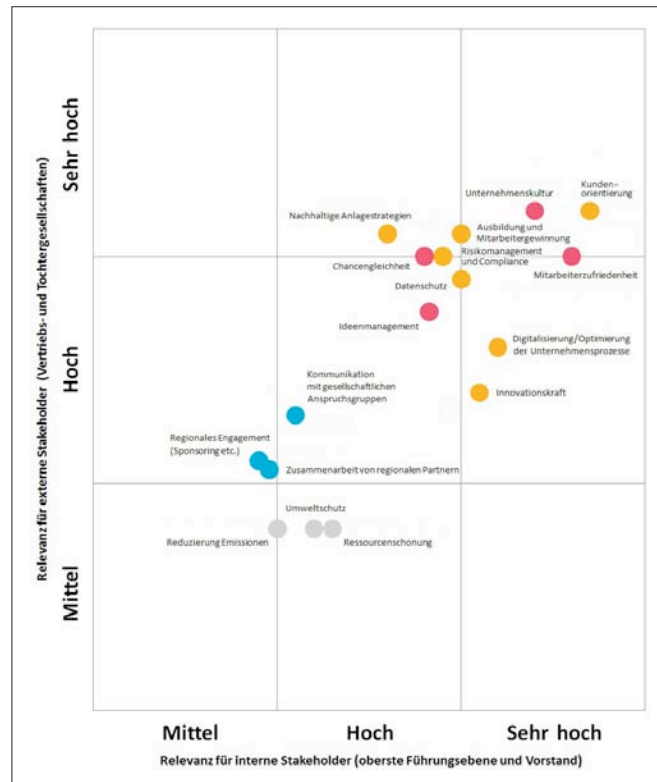 Relevanz für externe Stakeholder (Vertriebs- und Tochtergesellschaften)
Sehr hoch
Hoch
Mittel
Unternehmenskultur
Kunden–
orientierung
Nachhaltige Anlagestrategien
Ausbildung und
Mitarbeitergewinnung
Risikomanagement
und Compliance
Chancengleichheit
Mitarbeiterzufriedenheit
Datenschutz
Ideenmanagement
Digitalisierung/Optimierung
der Unternehmensprozesse
Kommunikation
mit gesellschaftlichen
Anspruchsgruppen
Innovationskraft
Regionales Engagement
(Sponsoring etc.)
Zusammenarbeit von regionalen Partnern
Umweltschutz
Reduzierung Emissionen
Ressourcenschonung
Mittel
Hoch
Sehr hoch
Relevanz für interne Stakeholder (oberste Führungsebene und Vorstand)